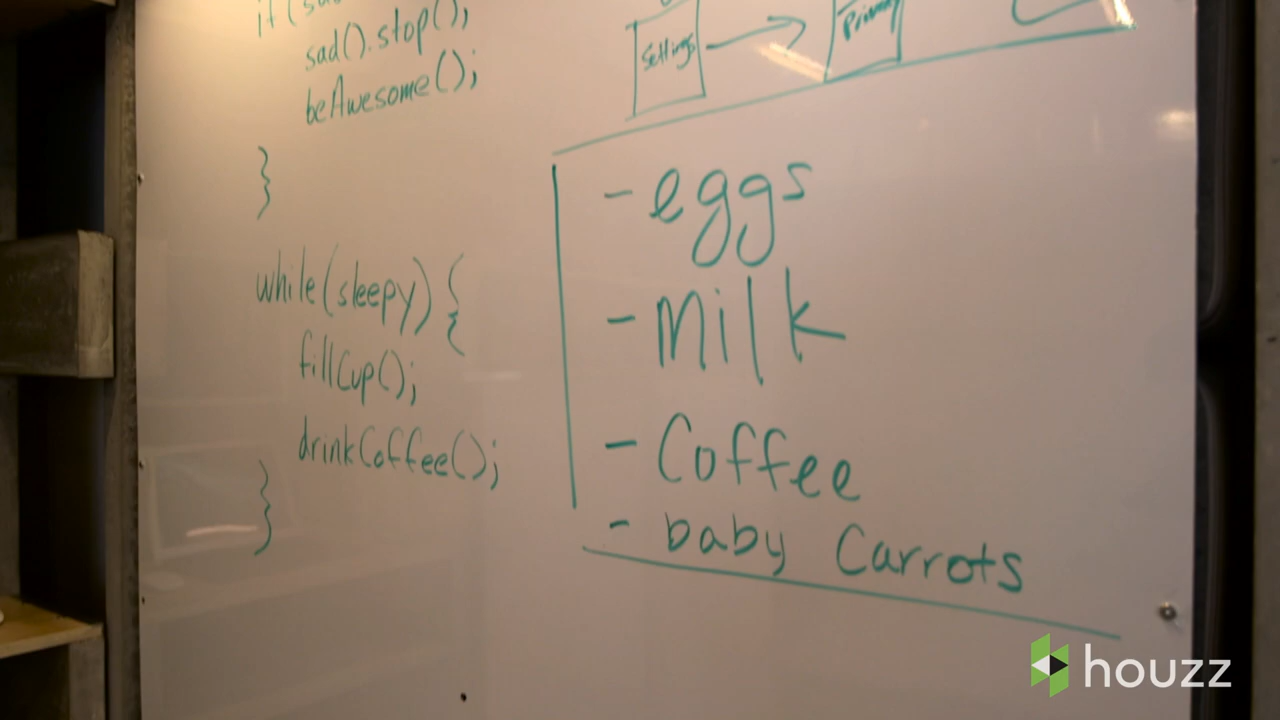 if(sad
sad().stop();
beAwesome();
}
while(sleepy) {
fillCup();
drinkCoffee();
}
Settings
Privacy
- eggs
- Milk
- Coffee
- baby Carrots
houzz